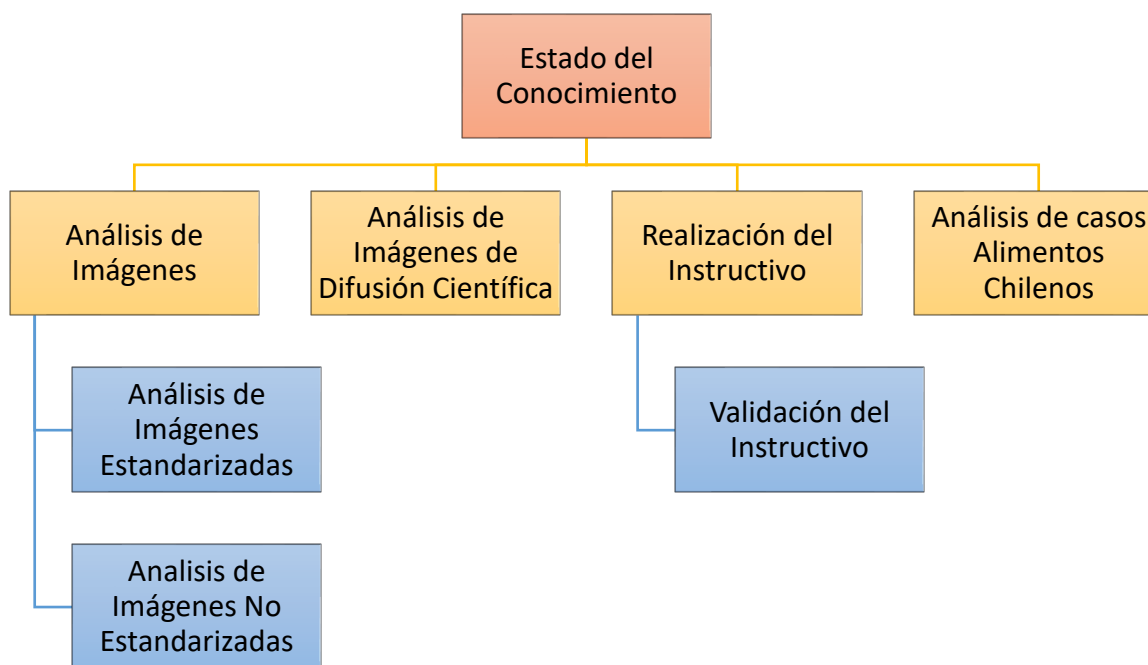 Estado del
Conocimiento
Análisis de
Imágenes
Análisis de
Imágenes de
Difusión Científica
Realización del
Instructivo
Análisis de casos
Alimentos
Chilenos
Análisis de
Imágenes
Estandarizadas
Validación del
Instructivo
Analisis de
Imágenes No
Estandarizadas